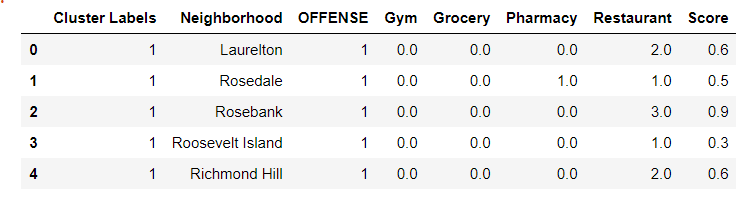 Cluster Labels Neighborhood OFFENSE Gym Grocery Pharmacy Restaurant Score
0 1 Laurelton 1 0.0 0.0 0.0 2.0 0.6
1 1 Rosedale 1 0.0 0.0 1.0 1.0 0.5
2 1 Rosebank 1 0.0 0.0 0.0 3.0 0.9
3 1 Roosevelt Island 1 0.0 0.0 0.0 1.0 0.3
4 1 Richmond Hill 1 0.0 0.0 0.0 2.0 0.6